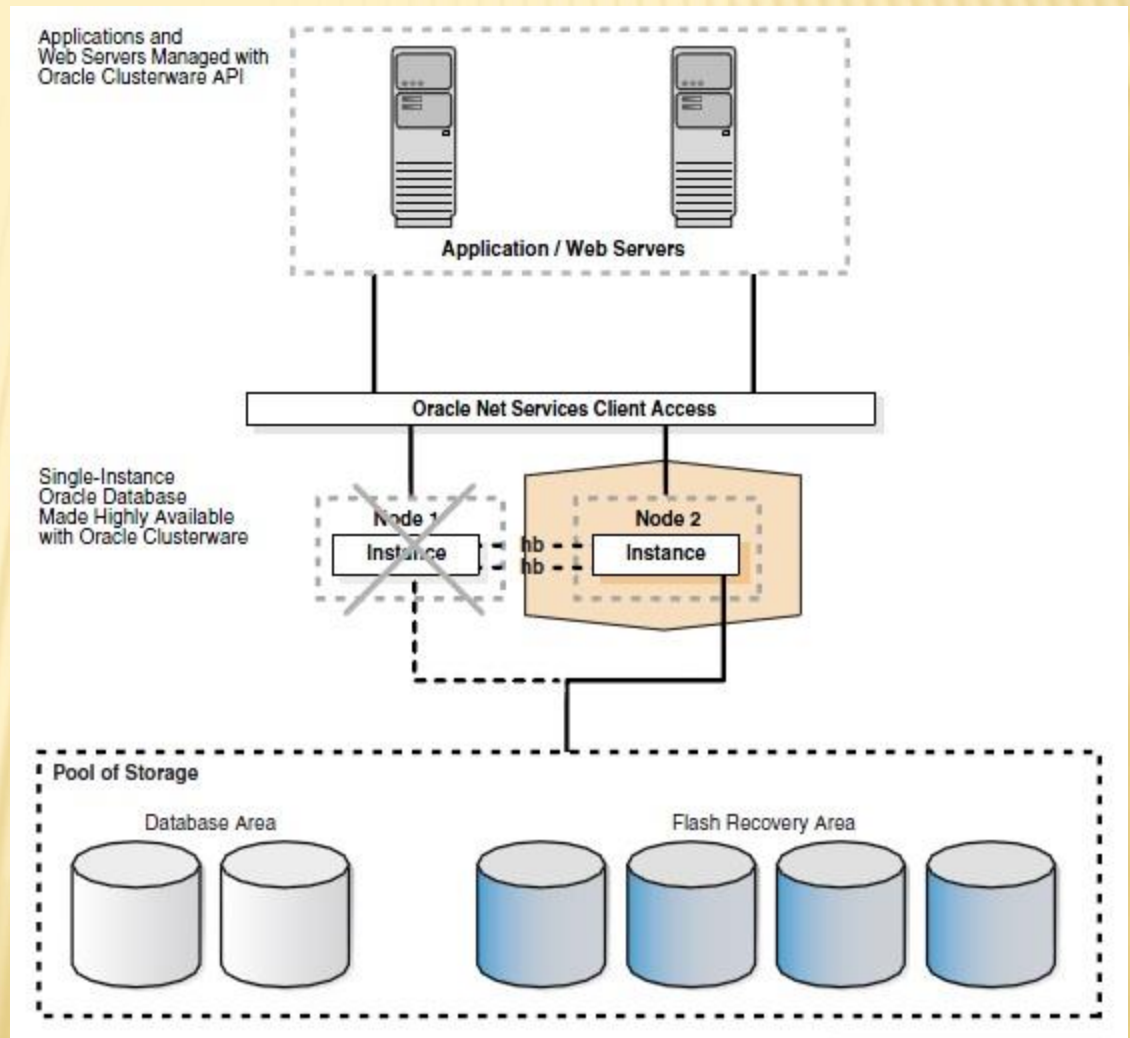 Applications and
Web Servers Managed with
Oracle Clusterware API
Application / Web Servers
Oracle Net Services Client Access
Single-Instance
Oracle Database
Made Highly Available
with Oracle Clusterware
Node 1
Instance
hb
hb
Node 2
Instance
Pool of Storage
Database Area
Flash Recovery Area